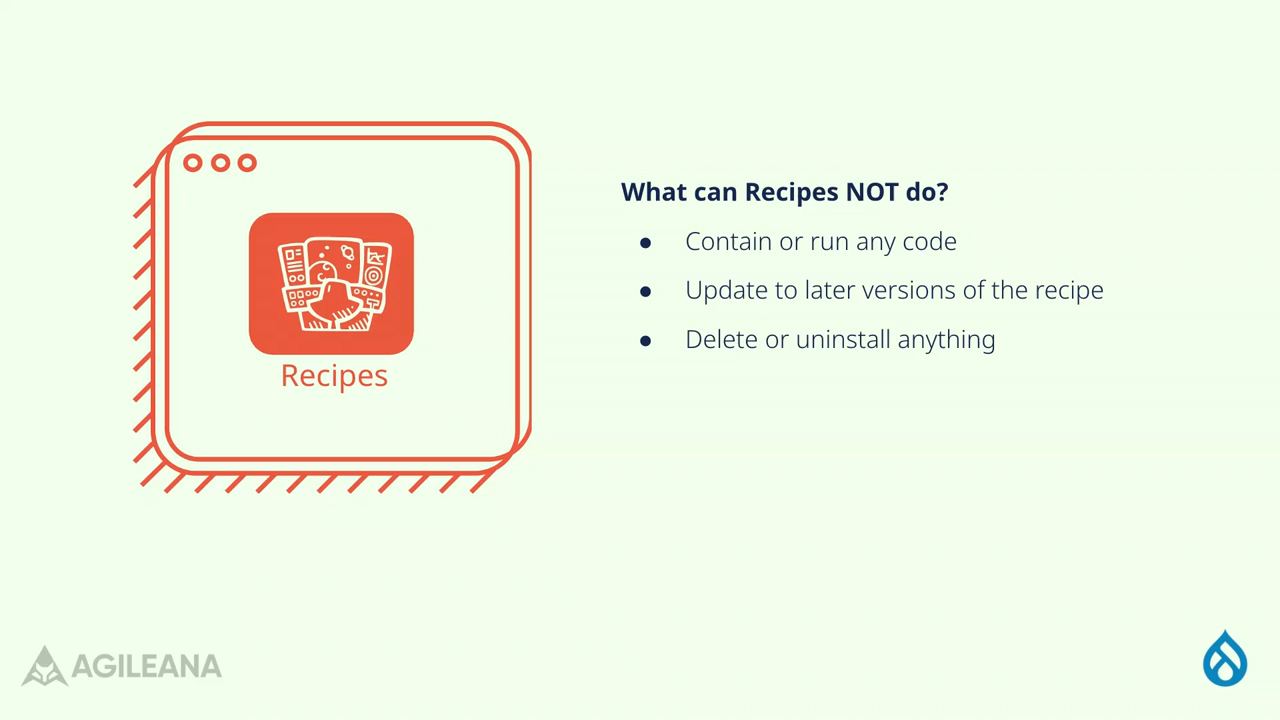 What can Recipes NOT do?
● Contain or run any code
● Update to later versions of the recipe
● Delete or uninstall anything
Recipes
AGILEANA